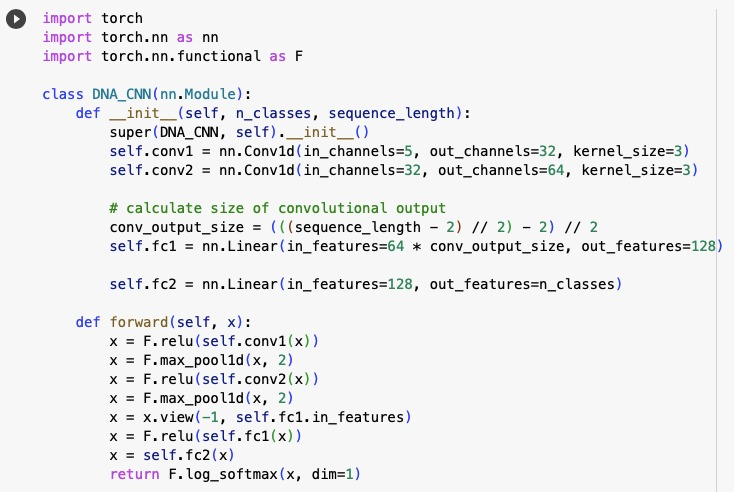 import torch
import torch.nn as nn
import torch.nn.functional as F

class DNA_CNN(nn.Module):
    def __init__(self, n_classes, sequence_length):
        super(DNA_CNN, self).__init__()
        self.conv1 = nn.Conv1d(in_channels=5, out_channels=32, kernel_size=3)
        self.conv2 = nn.Conv1d(in_channels=32, out_channels=64, kernel_size=3)

        # calculate size of convolutional output
        conv_output_size = (((sequence_length - 2) // 2) - 2) // 2
        self.fc1 = nn.Linear(in_features=64 * conv_output_size, out_features=128)

        self.fc2 = nn.Linear(in_features=128, out_features=n_classes)

    def forward(self, x):
        x = F.relu(self.conv1(x))
        x = F.max_pool1d(x, 2)
        x = F.relu(self.conv2(x))
        x = F.max_pool1d(x, 2)
        x = x.view(-1, self.fc1.in_features)
        x = F.relu(self.fc1(x))
        x = self.fc2(x)
        return F.log_softmax(x, dim=1)